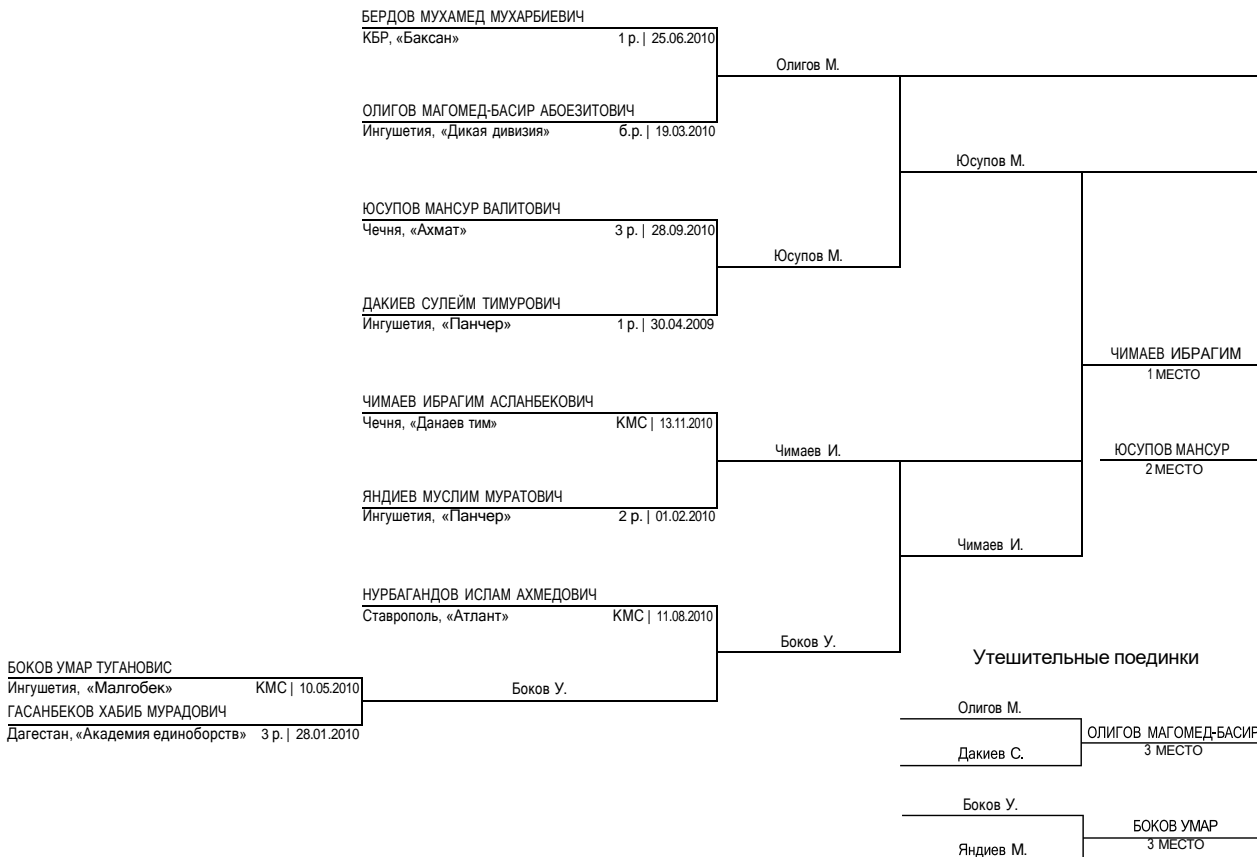 БЕРДОВ МУХАМЕД МУХАРБИЕВИЧ
КБР, «Баксан» 1 р. | 25.06.2010
Олигов М.
ОЛИГОВ МАГОМЕД-БАСИР АБОЕЗИТОВИЧ
Ингушетия, «Дикая дивизия» б.р. | 19.03.2010
Юсупов М.
ЮСУПОВ МАНСУР ВАЛИТОВИЧ
Чечня, «Ахмат» 3 р. | 28.09.2010
Юсупов М.
ДАКИЕВ СУЛЕЙМ ТИМУРОВИЧ
Ингушетия, «Панчер» 1 р. | 30.04.2009
ЧИМАЕВ ИБРАГИМ
1 МЕСТО
ЧИМАЕВ ИБРАГИМ АСЛАНБЕКОВИЧ
Чечня, «Данаев тим» КМС | 13.11.2010
Чимаев И.
ЮСУПОВ МАНСУР
2 МЕСТО
ЯНДИЕВ МУСЛИМ МУРАТОВИЧ
Ингушетия, «Панчер» 2 р. | 01.02.2010
Чимаев И.
НУРБАГАНДОВ ИСЛАМ АХМЕДОВИЧ
Ставрополь, «Атлант» КМС | 11.08.2010
Боков У.
Утешительные поединки
БОКОВ УМАР ТУГАНОВИС
Ингушетия, «Малгобек» КМС | 10.05.2010
Боков У.
ГАСАНБЕКОВ ХАБИБ МУРАДОВИЧ
Дагестан, «Академия единоборств» 3 р. | 28.01.2010
Олигов М.
ОЛИГОВ МАГОМЕД-БАСИР
3 МЕСТО
Дакиев С.
Боков У.
БОКОВ УМАР
3 МЕСТО
Яндиев М.